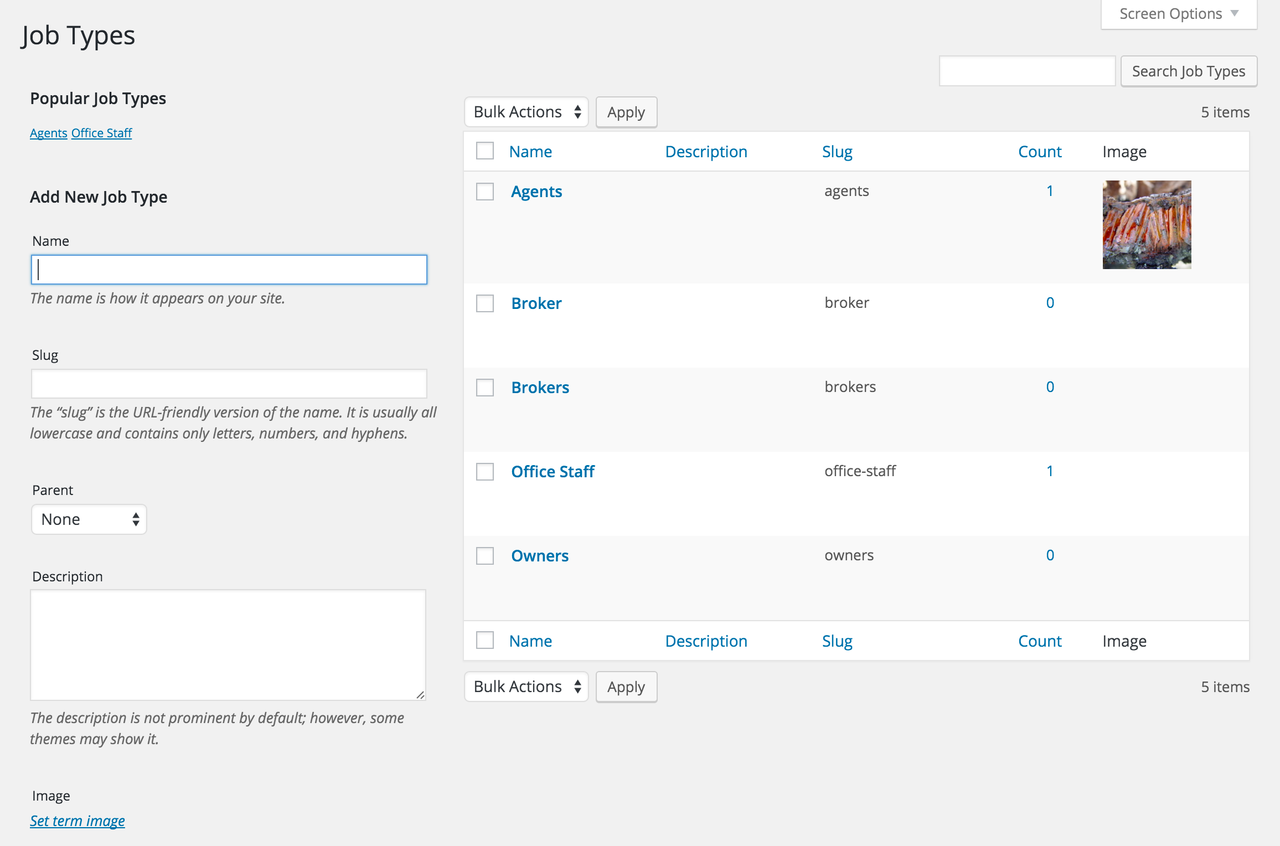 Screen Options
Job Types
Search Job Types
Popular Job Types
Agents Office Staff
Add New Job Type
Name
The name is how it appears on your site.
Slug
The “slug” is the URL-friendly version of the name. It is usually all
lowercase and contains only letters, numbers, and hyphens.
Parent
None
Description
The description is not prominent by default; however, some
themes may show it.
Image
Set term image
Bulk Actions Apply 5 items
Name Description Slug Count Image
Agents agents 1
Broker broker 0
Brokers brokers 0
Office Staff office-staff 1
Owners owners 0
Name Description Slug Count Image
Bulk Actions Apply 5 items